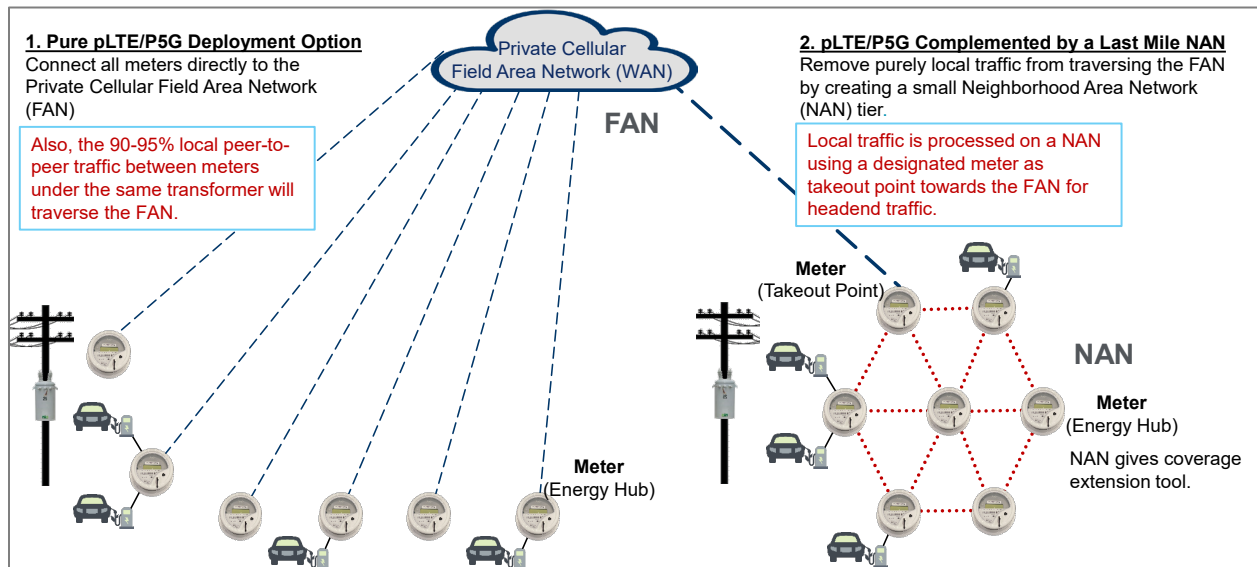 1. Pure pLTE/P5G Deployment Option
Connect all meters directly to the
Private Cellular Field Area Network
(FAN)
Also, the 90-95% local peer-to-
peer traffic between meters
under the same transformer will
traverse the FAN.
Private Cellular
Field Area Network (WAN)
FAN
2. pLTE/P5G Complemented by a Last Mile NAN
Remove purely local traffic from traversing the FAN
by creating a small Neighborhood Area Network
(NAN) tier.
Local traffic is processed on a NAN
using a designated meter as
takeout point towards the FAN for
headend traffic.
Meter
(Takeout Point)
NAN
Meter
(Energy Hub)
NAN gives coverage
extension tool.
Meter
(Energy Hub)